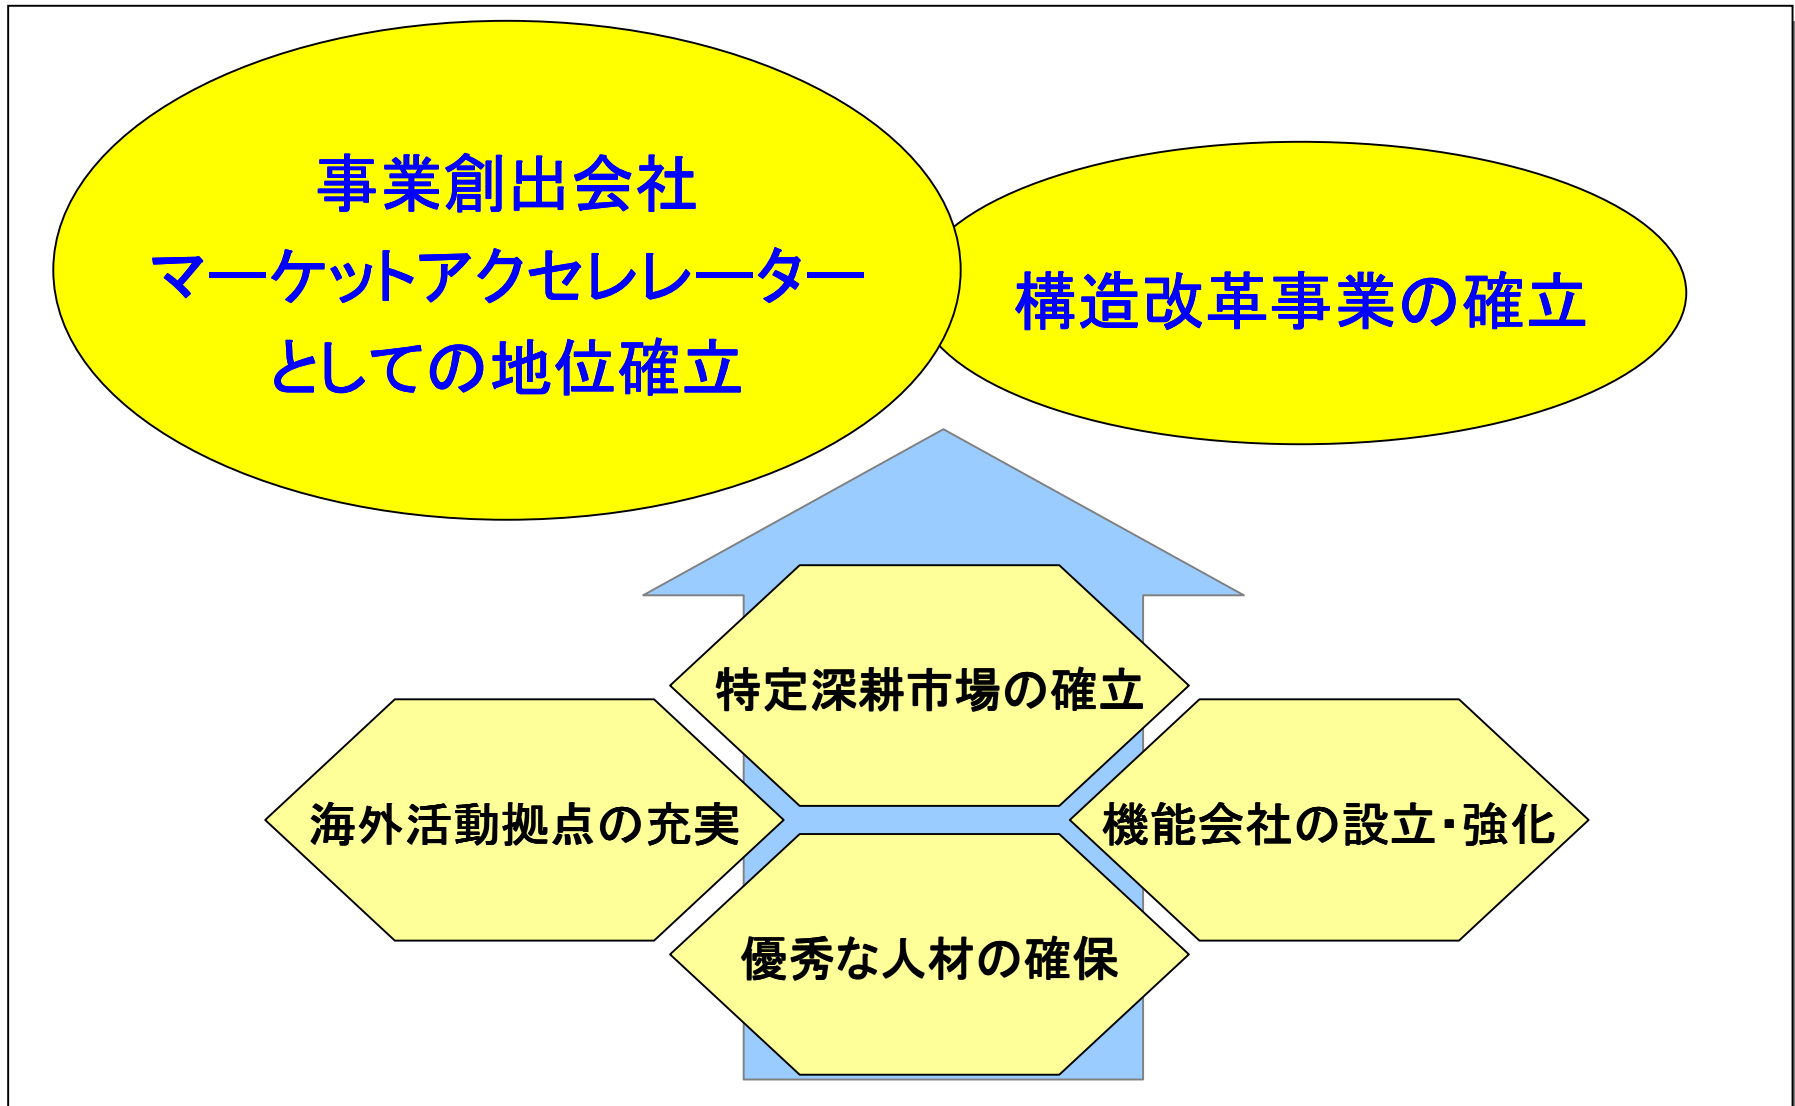 事業創出会社
マーケットアクセレレーター
としての地位確立
構造改革事業の確立
特定深耕市場の確立
海外活動拠点の充実
機能会社の設立・強化
優秀な人材の確保